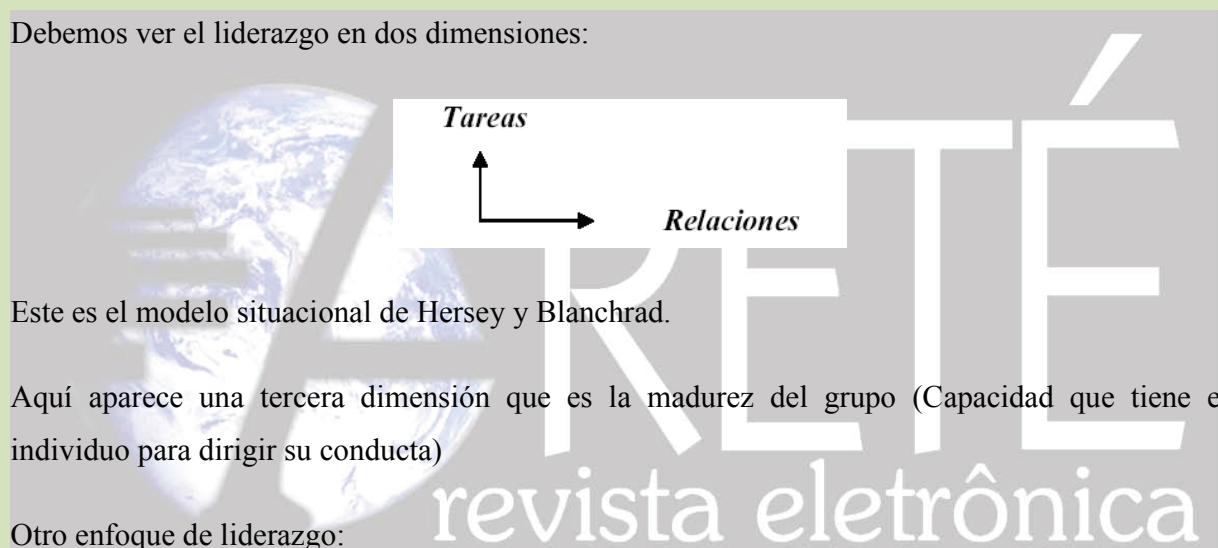 Debemos ver el liderazgo en dos dimensiones:
Tareas
Relaciones
Este es el modelo situacional de Hersey y Blanchrad.
Aquí aparece una tercera dimensión que es la madurez del grupo (Capacidad que tiene e
individuo para dirigir su conducta)
Otro enfoque de liderazgo:
ARETÉ
revista eletrônica